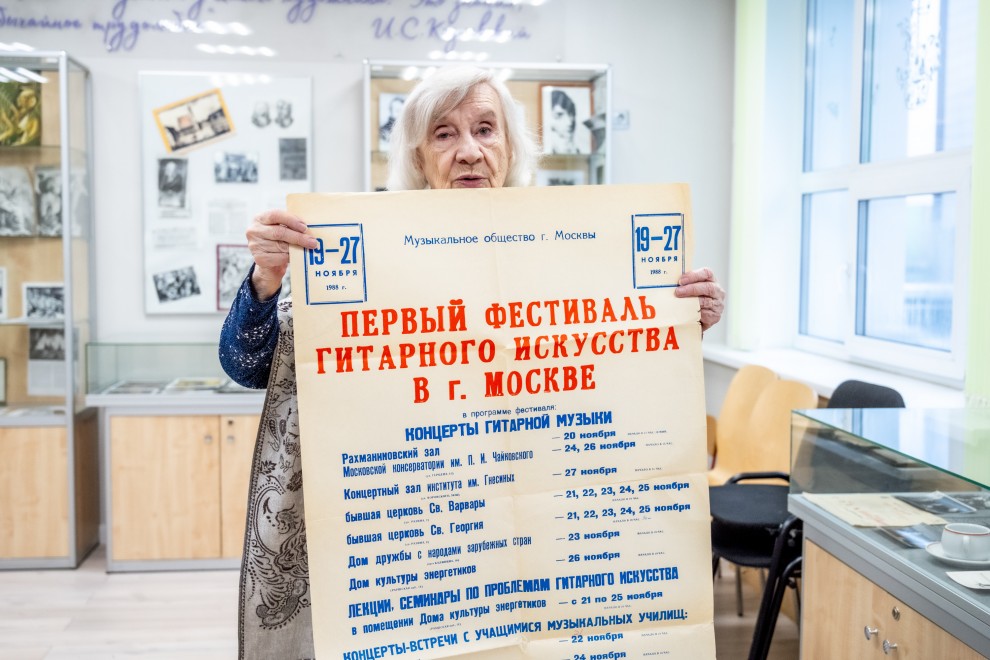 И.С.Кузнецов
19–27
НОЯБРЯ
1988 г.
Музыкальное общество г. Москвы
19–27
НОЯБРЯ
1988 г.
ПЕРВЫЙ ФЕСТИВАЛЬ
ГИТАРНОГО ИСКУССТВА
В г. МОСКВЕ
в программе фестиваля:
КОНЦЕРТЫ ГИТАРНОЙ МУЗЫКИ
Рахманиновский зал — 20 ноября
Московской консерватории им. П. И. Чайковского — 24, 26 ноября
Концертный зал института им. Гнесиных — 27 ноября
бывшая церковь Св. Варвары — 21, 22, 23, 24, 25 ноября
бывшая церковь Св. Георгия — 21, 22, 23, 24, 25 ноября
Дом дружбы с народами зарубежных стран — 23 ноября
Дом культуры энергетиков — 26 ноября
ЛЕКЦИИ, СЕМИНАРЫ ПО ПРОБЛЕМАМ ГИТАРНОГО ИСКУССТВА
в помещении Дома культуры энергетиков — с 21 по 25 ноября
КОНЦЕРТЫ-ВСТРЕЧИ С УЧАЩИМИСЯ МУЗЫКАЛЬНЫХ УЧИЛИЩ:
— 22 ноября
— 24 ноября